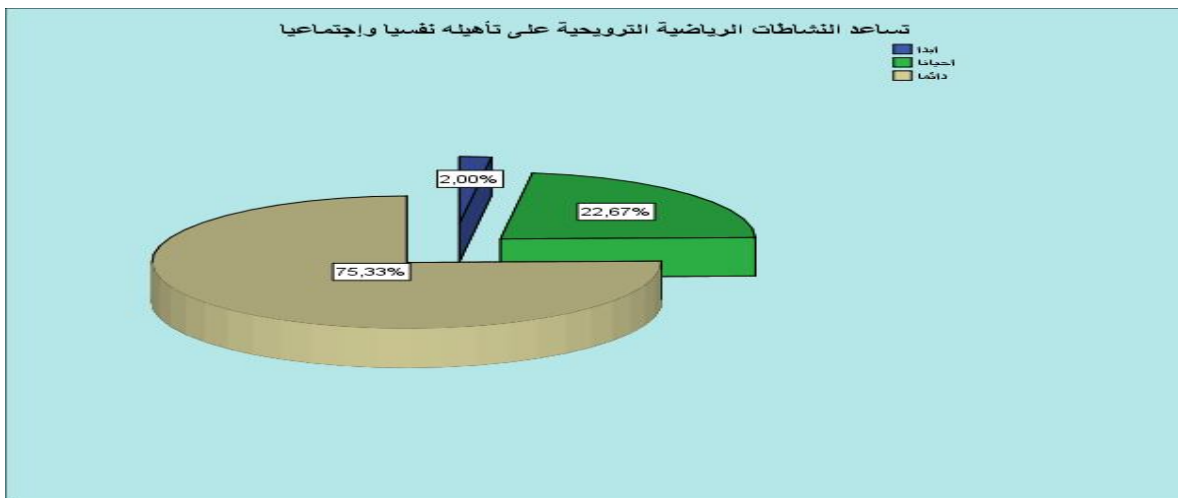 تساعد النشاطات الرياضية الترويحية على تأهيله نفسيا وإجتماعيا
ابدا
احيانا
دائما
2,00%
22,67%
75,33%